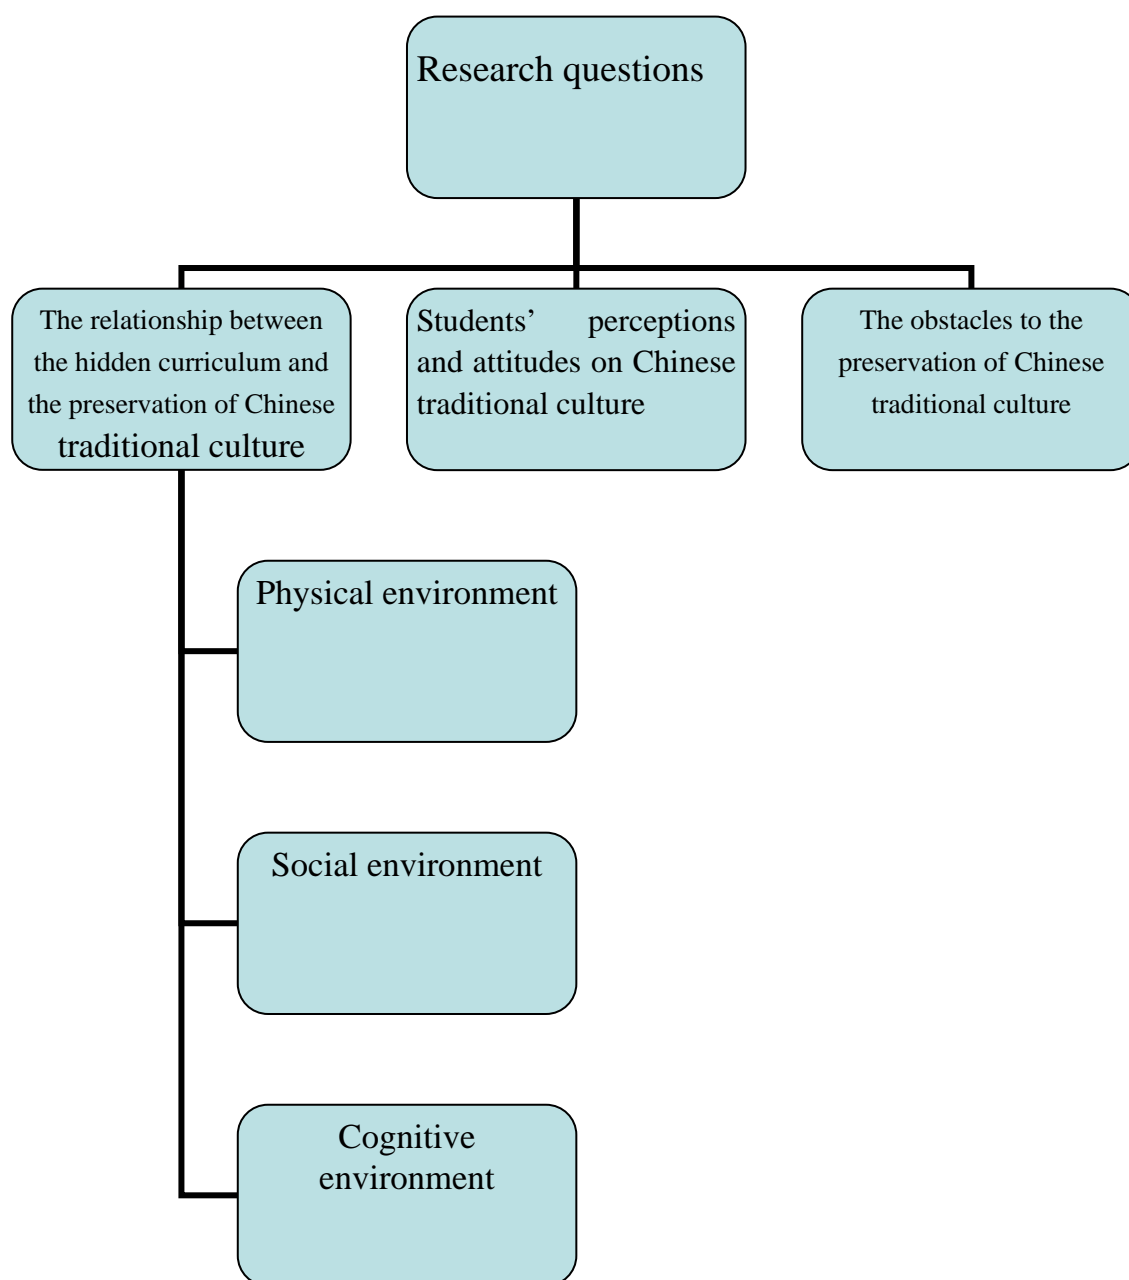 Research questions
The relationship between
the hidden curriculum and
the preservation of Chinese
traditional culture
Students’ perceptions
and attitudes on Chinese
traditional culture
The obstacles to the
preservation of Chinese
traditional culture
Physical environment
Social environment
Cognitive
environment